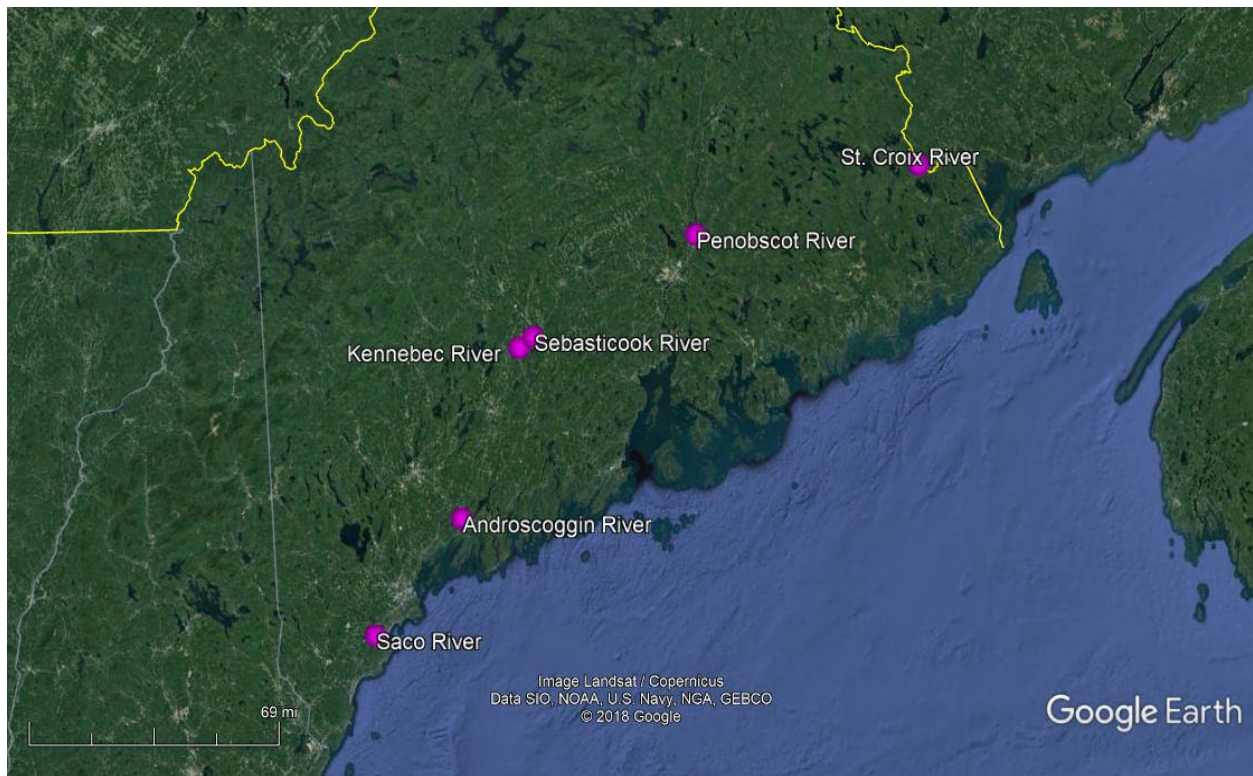 St. Croix River
Penobscot River
Sebasticook River
Kennebec River
Androscoggin River
Saco River
Image Landsat / Copernicus
Data SIO, NOAA, U.S. Navy, NGA, GEBCO
© 2018 Google
69 mi
Google Earth